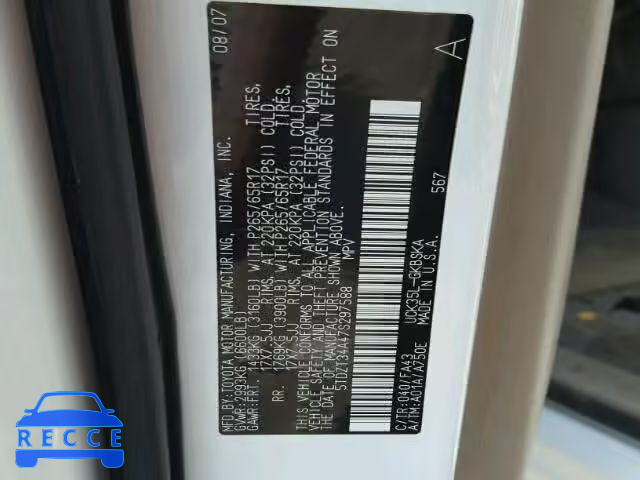 MFD.BY:TOYOTA MOTOR MANUFACTURING, INDIANA, INC. 08/07
GVWR:2993KG(6600LB)
GAWR:FRT. 1433KG (3160LB) WITH P265/65R17 TIRES,
17X7.5JJ RIMS, AT 220KPA (32PSI) COLD,
RR. 1769KG (3900LB) WITH P265/65R17 TIRES,
17X7.5JJ RIMS, AT 220KPA (32PSI) COLD,
THIS VEHICLE CONFORMS TO ALL APPLICABLE FEDERAL MOTOR
VEHICLE SAFETY AND THEFT PREVENTION STANDARDS IN EFFECT ON
THE DATE OF MANUFACTURE SHOWN ABOVE.
5TDZT34A47S297588 MPV
A
C/TR:040/FA43 UCK35L-GKBSKA 567
A/TM:A01A/A750E MADE IN U.S.A.
RECCE